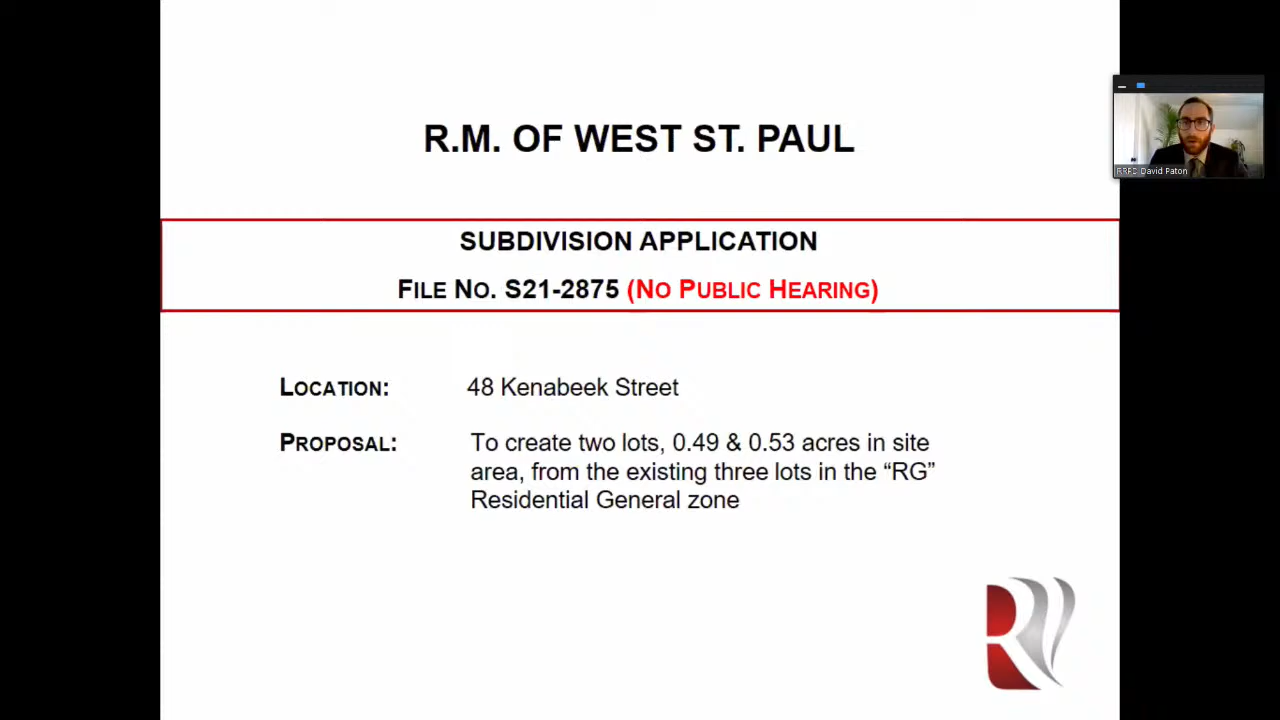 R.M. OF WEST ST. PAUL
SUBDIVISION APPLICATION
FILE NO. S21-2875 (NO PUBLIC HEARING)
LOCATION: 48 Kenabeek Street
PROPOSAL: To create two lots, 0.49 & 0.53 acres in site
area, from the existing three lots in the “RG”
Residential General zone
David Paton